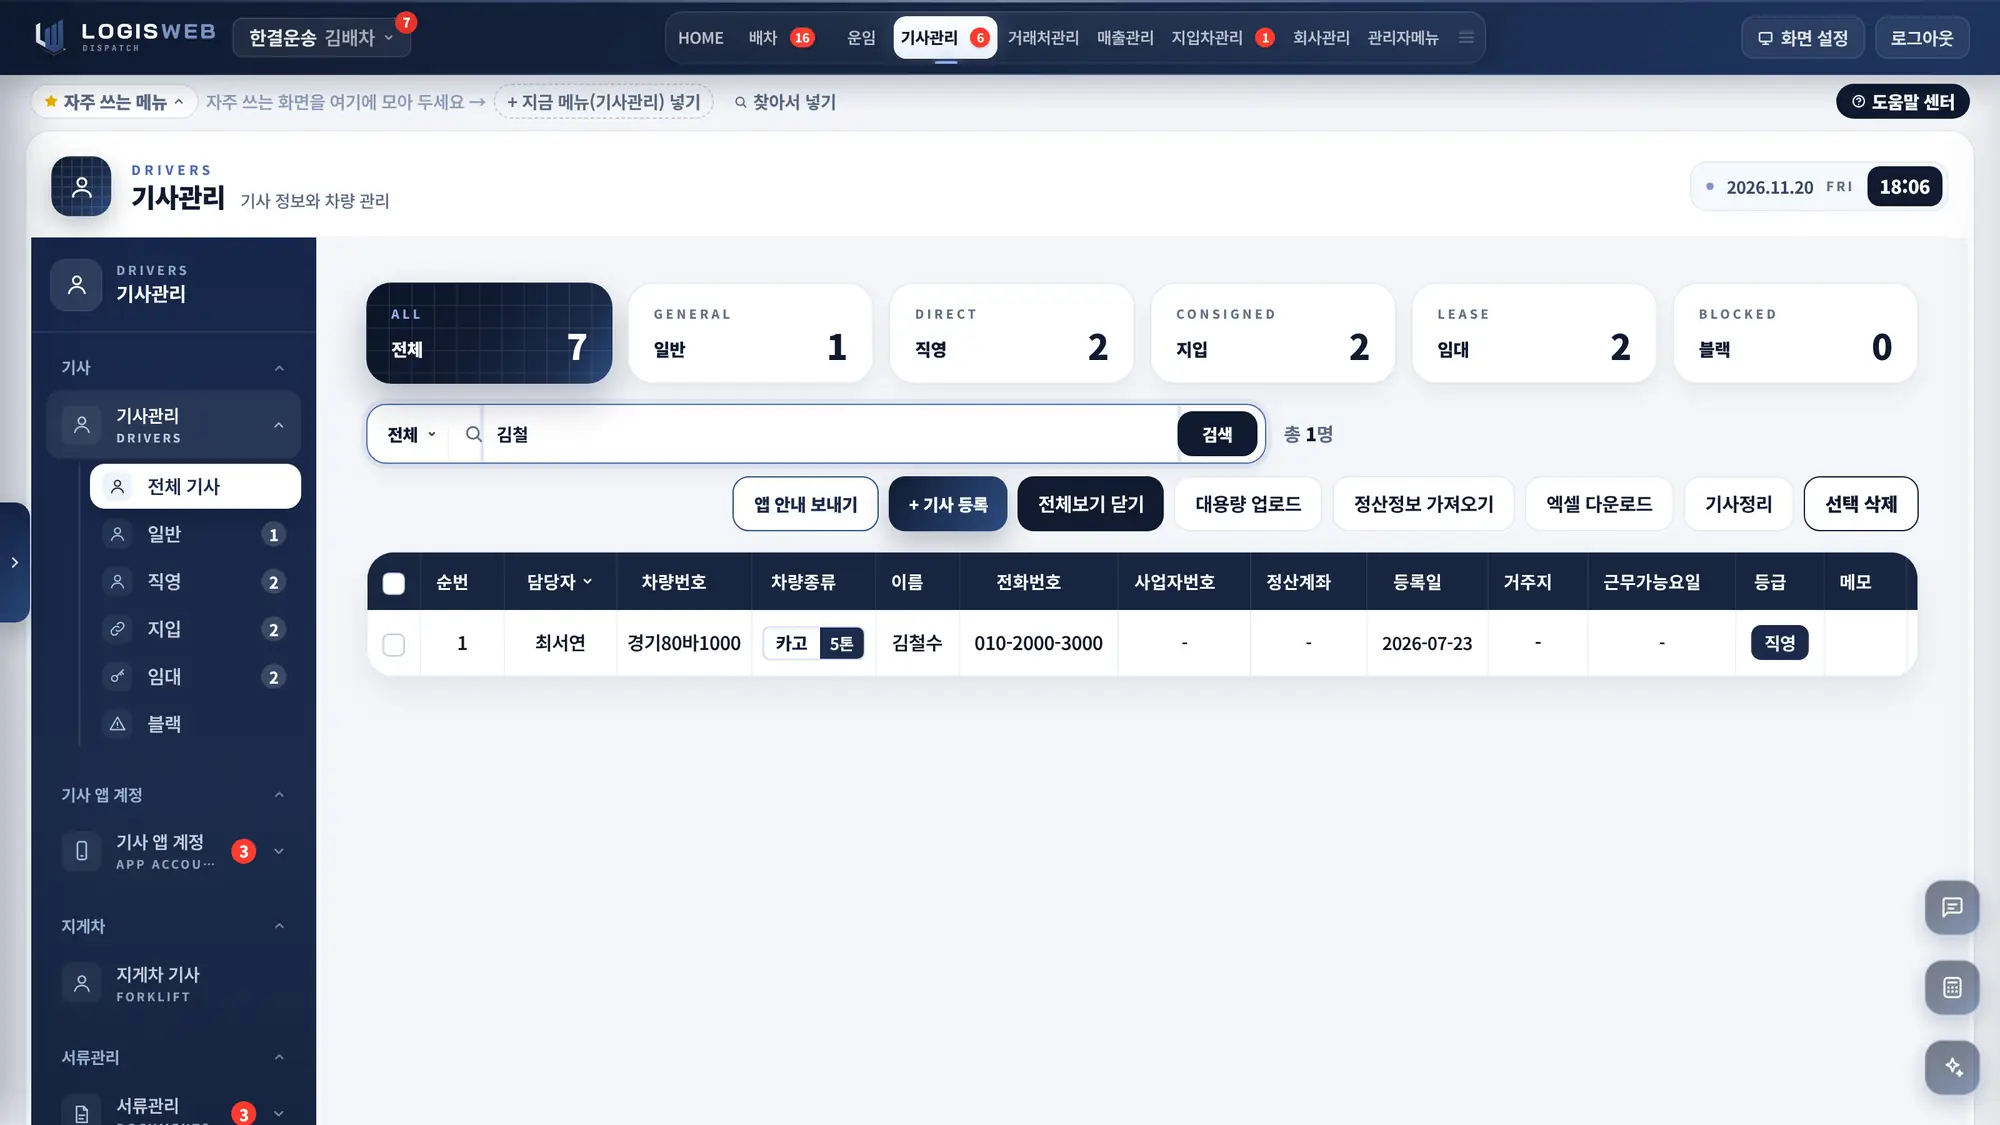 LOGISWEB
DISPATCH
한결운송 김배차
7
HOME 배차 16 운임 기사관리 6 거래처관리 매출관리 지입차관리 1 회사관리 관리자메뉴
화면 설정
로그아웃
자주 쓰는 메뉴
자주 쓰는 화면을 여기에 모아 두세요 →
+ 지금 메뉴(기사관리) 넣기
찾아서 넣기
도움말 센터
DRIVERS
기사관리 기사 정보와 차량 관리
2026.11.20 FRI 18:06
DRIVERS
기사관리
기사
기사관리
DRIVERS
전체 기사
일반 1
직영 2
지입 2
임대 2
블랙
기사 앱 계정
기사 앱 계정
APP ACCOU···
3
지게차
지게차 기사
FORKLIFT
서류관리
서류관리
3
ALL
전체 7
GENERAL
일반 1
DIRECT
직영 2
CONSIGNED
지입 2
LEASE
임대 2
BLOCKED
블랙 0
전체 김철 검색 총 1명
앱 안내 보내기 + 기사 등록 전체보기 닫기 대용량 업로드 정산정보 가져오기 엑셀 다운로드 기사정리 선택 삭제
순번 담당자 차량번호 차량종류 이름 전화번호 사업자번호 정산계좌 등록일 거주지 근무가능요일 등급 메모
1 최서연 경기80바1000 카고 5톤 김철수 010-2000-3000 - - 2026-07-23 - - 직영